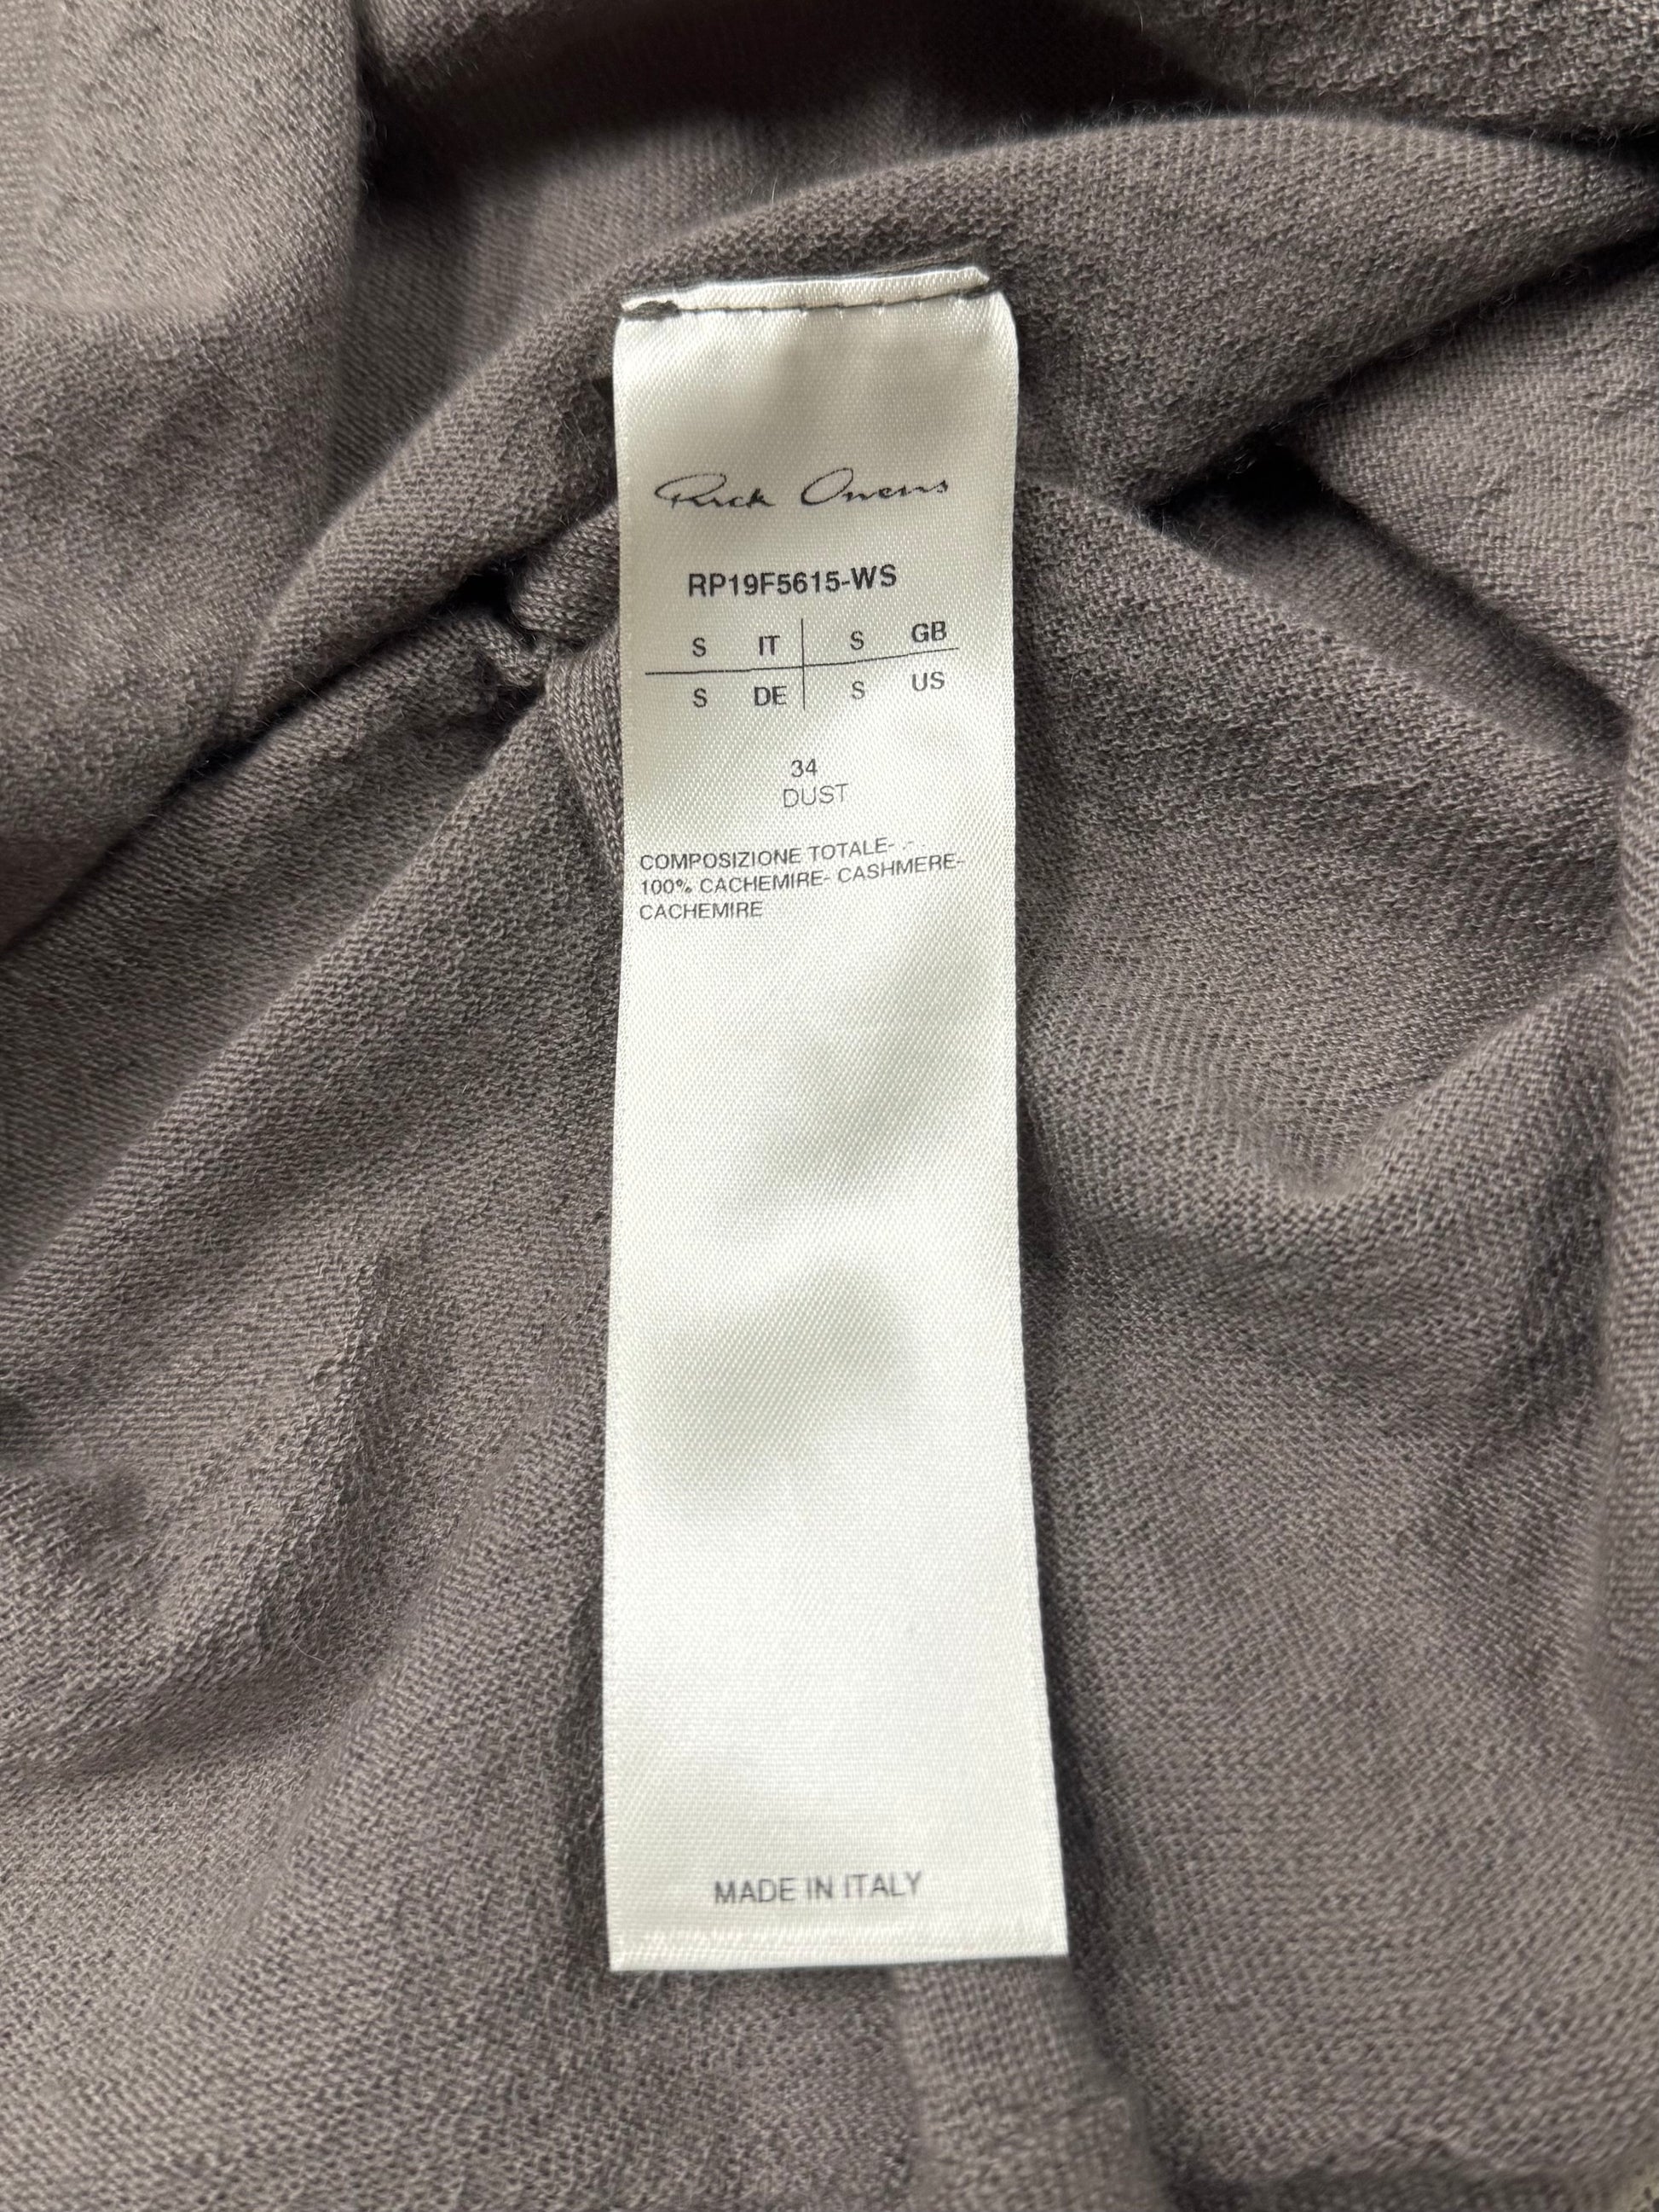 Rick Owens
RP19F5615-WS
S IT S GB
S DE S US
34
DUST
COMPOSIZIONE TOTALE- .-
100% CACHEMIRE- CASHMERE-
CACHEMIRE
MADE IN ITALY